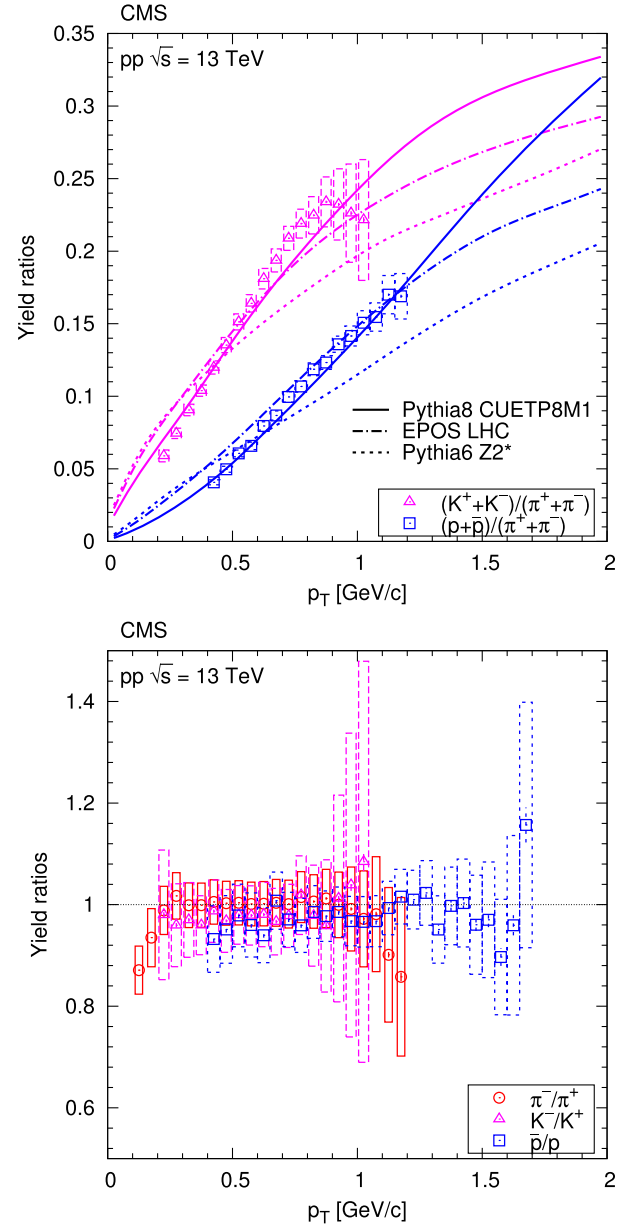 CMS
pp √s = 13 TeV
0.35
0.3
0.25
0.2
0.15
0.1
0.05
0
Yield ratios
Pythia8 CUETP8M1
EPOS LHC
Pythia6 Z2*
(K⁺+K⁻)/(π⁺+π⁻)
(p+p̄)/(π⁺+π⁻)
0 0.5 1 1.5 2
p_T [GeV/c]
CMS
pp √s = 13 TeV
1.4
1.2
1
0.8
0.6
Yield ratios
π⁻/π⁺
K⁻/K⁺
p̄/p
0 0.5 1 1.5 2
p_T [GeV/c]